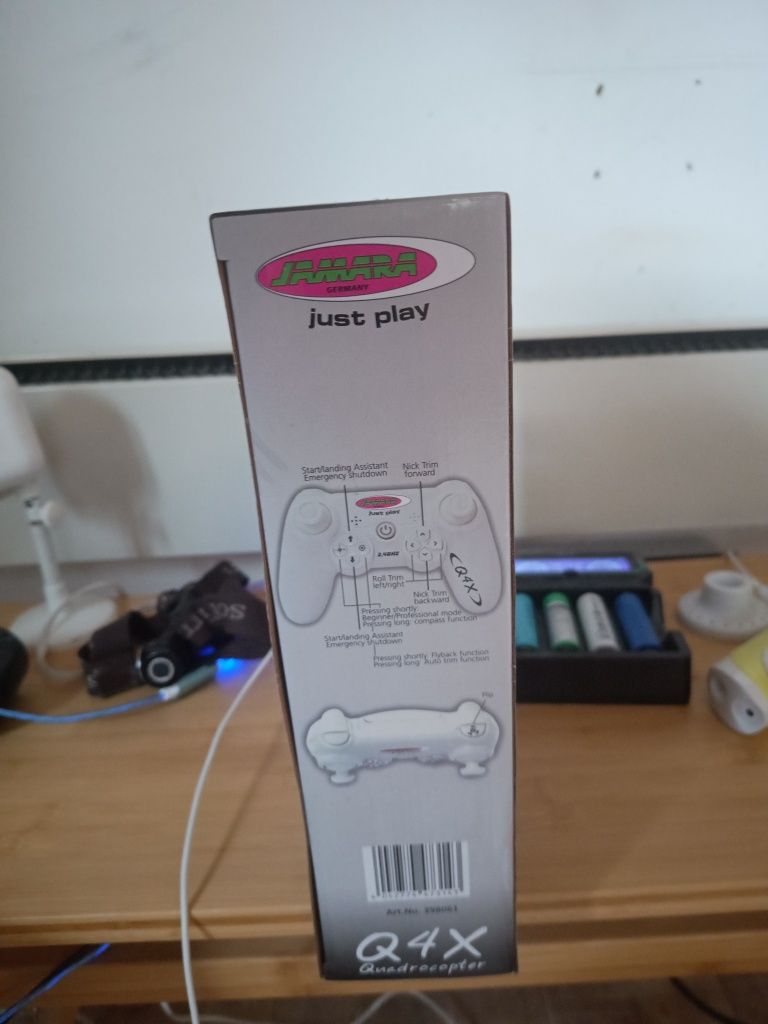 JAMARA
GERMANY
just play
Start/landing Assistant
Emergency shutdown
Nick Trim
forward
JAMARA
just play
2.4GHZ
Q4X
Roll Trim
left/right
Nick Trim
backward
Pressing shortly:
Beginner/Professional mode
Pressing long: compass function
Start/landing Assistant
Emergency shutdown
Pressing shortly: Flyback function
Pressing long: Auto trim function
Flip
Art.No.
Q4X
Quadrocopter